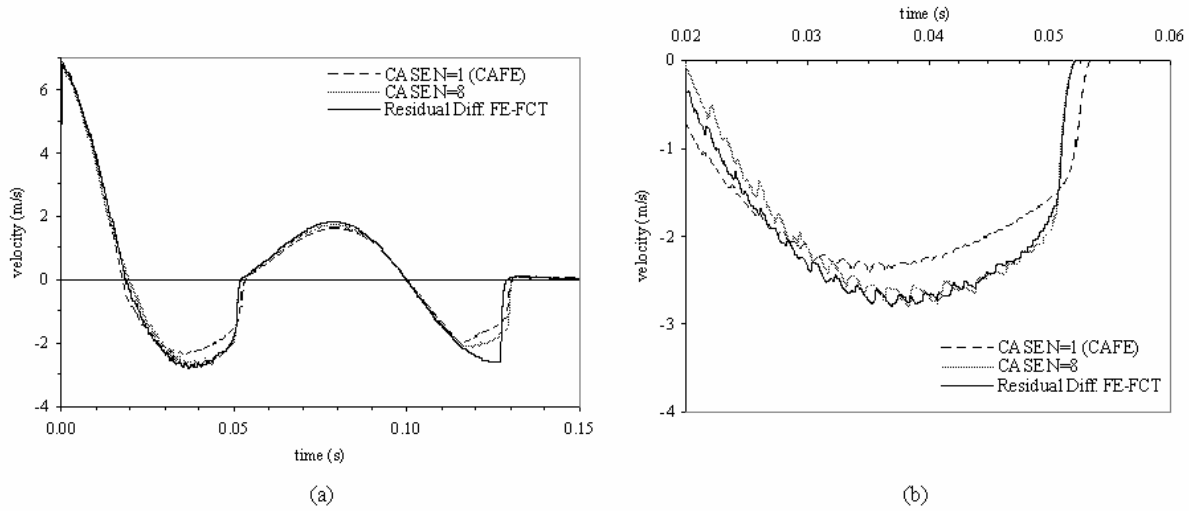 CASEN=1 (CAFE)
CASEN=8
Residual Diff. FE-FCT
6
4
2
0
-2
-4
velocity (m/s)
0.00
0.05
0.10
0.15
time (s)
(a)
time (s)
0.02
0.03
0.04
0.05
0.06
0
-1
-2
-3
-4
velocity (m/s)
CASEN=1 (CAFE)
CASEN=8
Residual Diff. FE-FCT
(b)